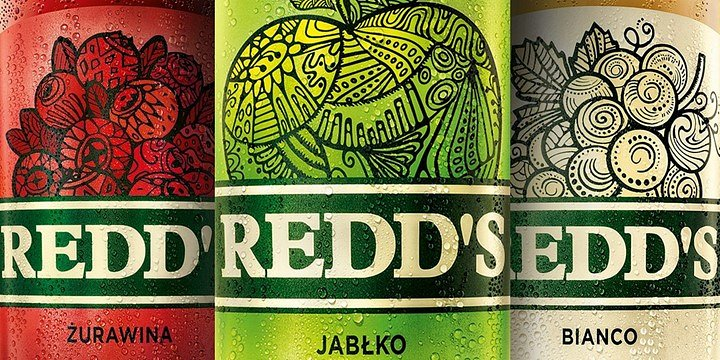 REDD'
ŻURAWINA
REDD'S
JABŁKO
EDD'S
BIANCO